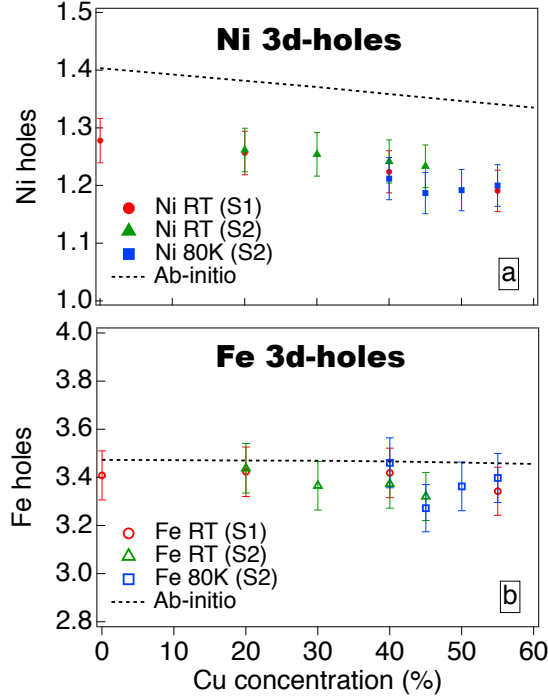 1.5
Ni 3d-holes
1.4
1.3
Ni holes
1.2
Ni RT (S1)
Ni RT (S2)
Ni 80K (S2)
1.1
Ab-initio
a
1.0
4.0
Fe 3d-holes
3.8
3.6
3.4
Fe holes
3.2
Fe RT (S1)
Fe RT (S2)
3.0
Fe 80K (S2)
Ab-initio
b
2.8
0 10 20 30 40 50 60
Cu concentration (%)